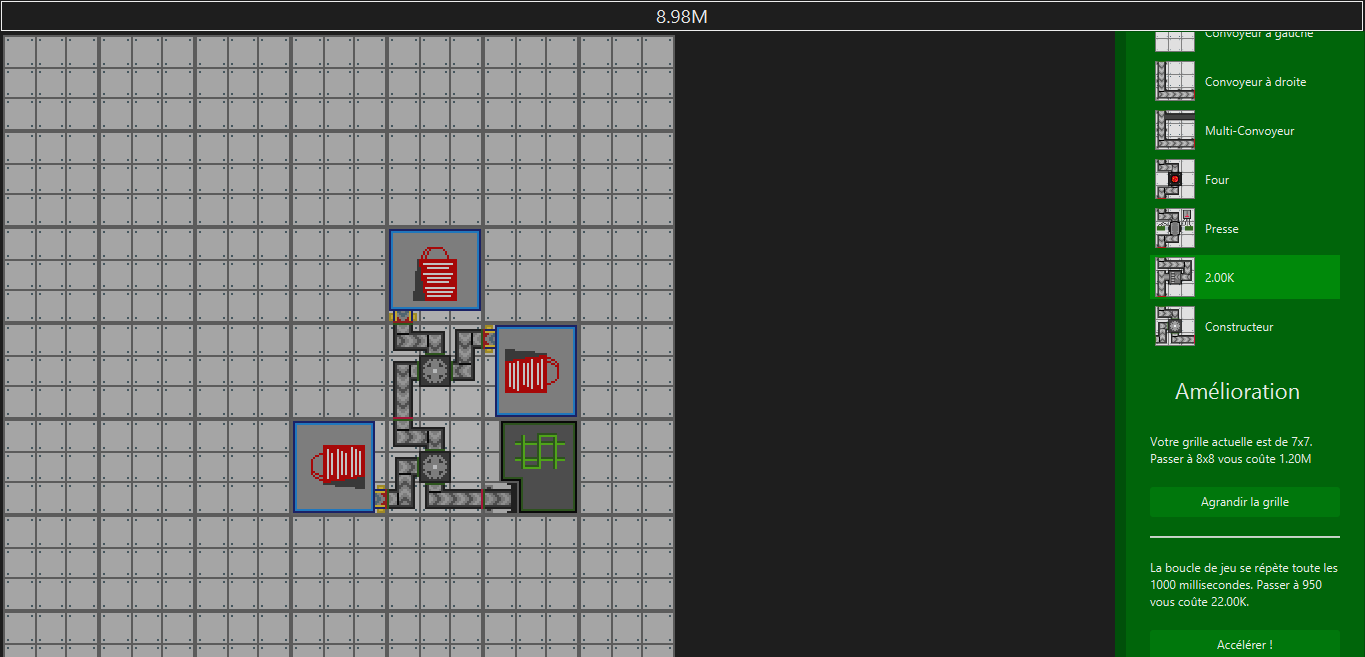 8.98M
Convoyeur à gauche
Convoyeur à droite
Multi-Convoyeur
Four
Presse
2.00K
Constructeur
Amélioration
Votre grille actuelle est de 7x7.
Passer à 8x8 vous coûte 1.20M
Agrandir la grille
La boucle de jeu se répète toute les
1000 millisecondes. Passer à 950
vous coûte 22.00K.
Accélérer !